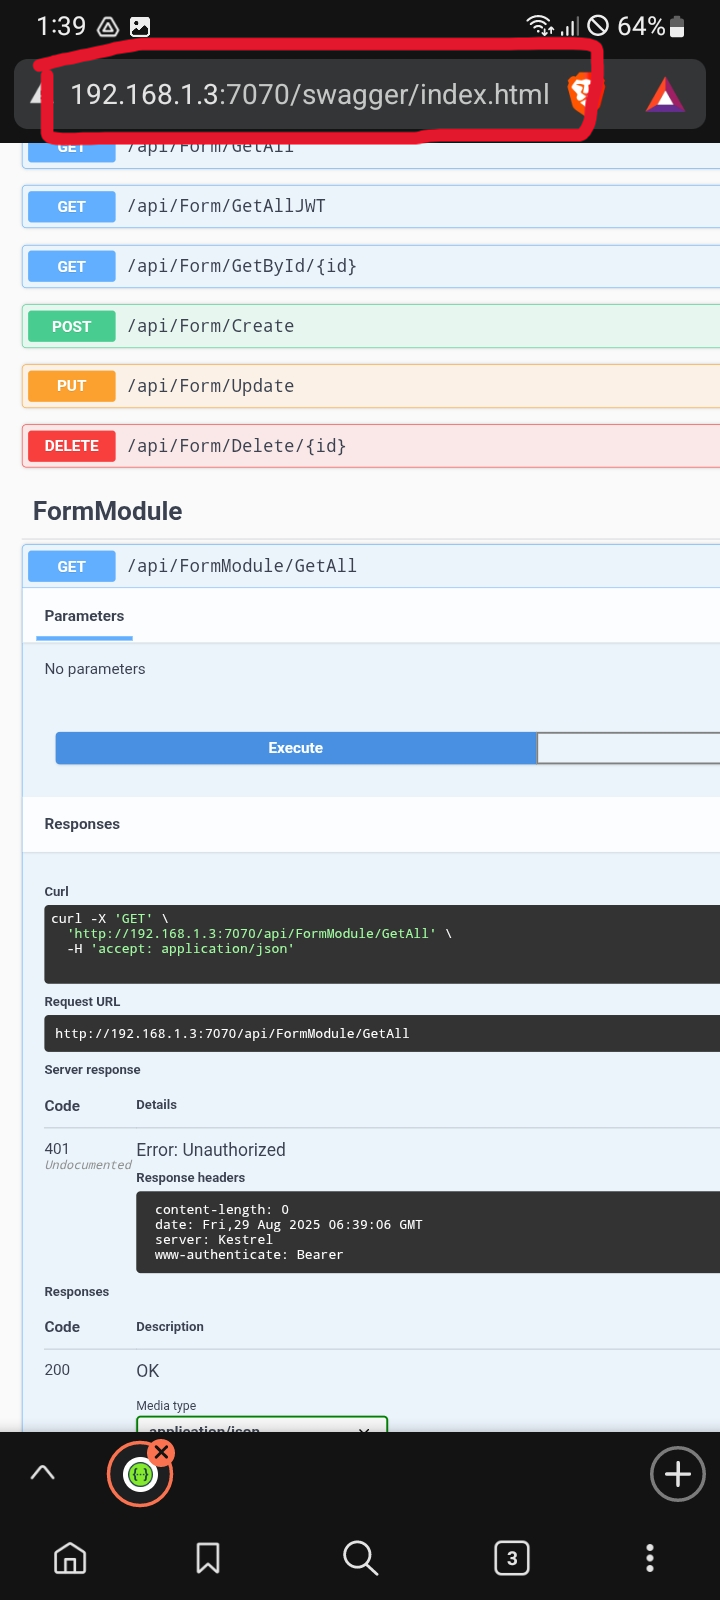 1:39 64%
192.168.1.3:7070/swagger/index.html
GET /api/Form/GetAll
GET /api/Form/GetAllJWT
GET /api/Form/GetById/{id}
POST /api/Form/Create
PUT /api/Form/Update
DELETE /api/Form/Delete/{id}
FormModule
GET /api/FormModule/GetAll
Parameters
No parameters
Execute
Responses
Curl
curl -X 'GET' \
'http://192.168.1.3:7070/api/FormModule/GetAll' \
-H 'accept: application/json'
Request URL
http://192.168.1.3:7070/api/FormModule/GetAll
Server response
Code Details
401 Error: Unauthorized
Undocumented
Response headers
content-length: 0
date: Fri,29 Aug 2025 06:39:06 GMT
server: Kestrel
www-authenticate: Bearer
Responses
Code Description
200 OK
Media type
application/json
{··}
3